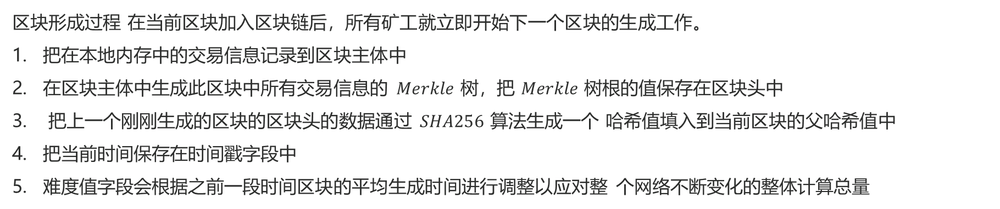 区块形成过程 在当前区块加入区块链后，所有矿工就立即开始下一个区块的生成工作。
1. 把在本地内存中的交易信息记录到区块主体中
2. 在区块主体中生成此区块中所有交易信息的 Merkle 树，把 Merkle 树根的值保存在区块头中
3. 把上一个刚刚生成的区块的区块头的数据通过 SHA256 算法生成一个 哈希值填入到当前区块的父哈希值中
4. 把当前时间保存在时间戳字段中
5. 难度值字段会根据之前一段时间区块的平均生成时间进行调整以应对整 个网络不断变化的整体计算总量